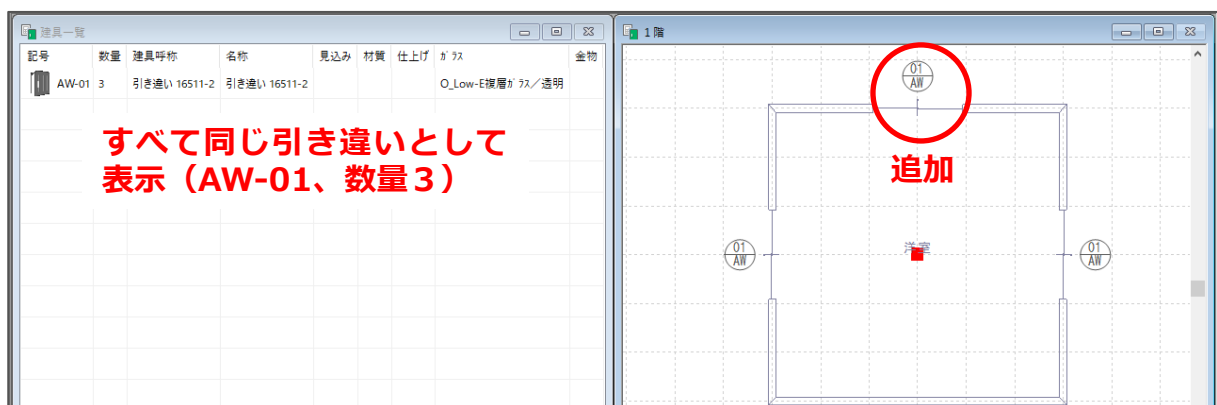 建具一覧
記号 数量 建具呼称 名称 見込み 材質 仕上げ ガラス 金物
AW-01 3 引き違い 16511-2 引き違い 16511-2 O_Low-E複層ガラス／透明
すべて同じ引き違いとして
表示（AW-01、数量３）
1階
01
AW
追加
01
AW
洋室
01
AW